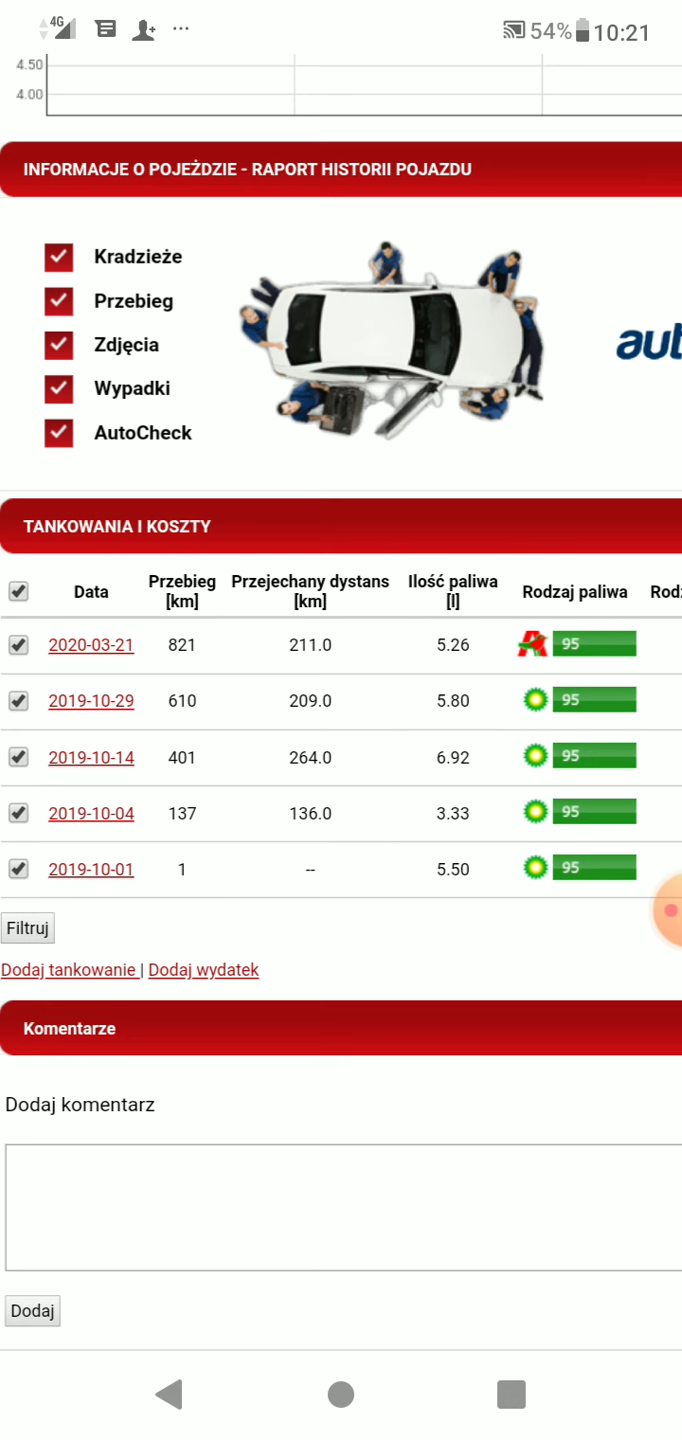 4G 54% 10:21
4.50
4.00
INFORMACJE O POJEŹDZIE - RAPORT HISTORII POJAZDU
Kradzieże
Przebieg
Zdjęcia
Wypadki
AutoCheck
aut
TANKOWANIA I KOSZTY
Data Przebieg [km] Przejechany dystans [km] Ilość paliwa [l] Rodzaj paliwa Rodz
2020-03-21 821 211.0 5.26 95
2019-10-29 610 209.0 5.80 95
2019-10-14 401 264.0 6.92 95
2019-10-04 137 136.0 3.33 95
2019-10-01 1 -- 5.50 95
Filtruj
Dodaj tankowanie | Dodaj wydatek
Komentarze
Dodaj komentarz
Dodaj